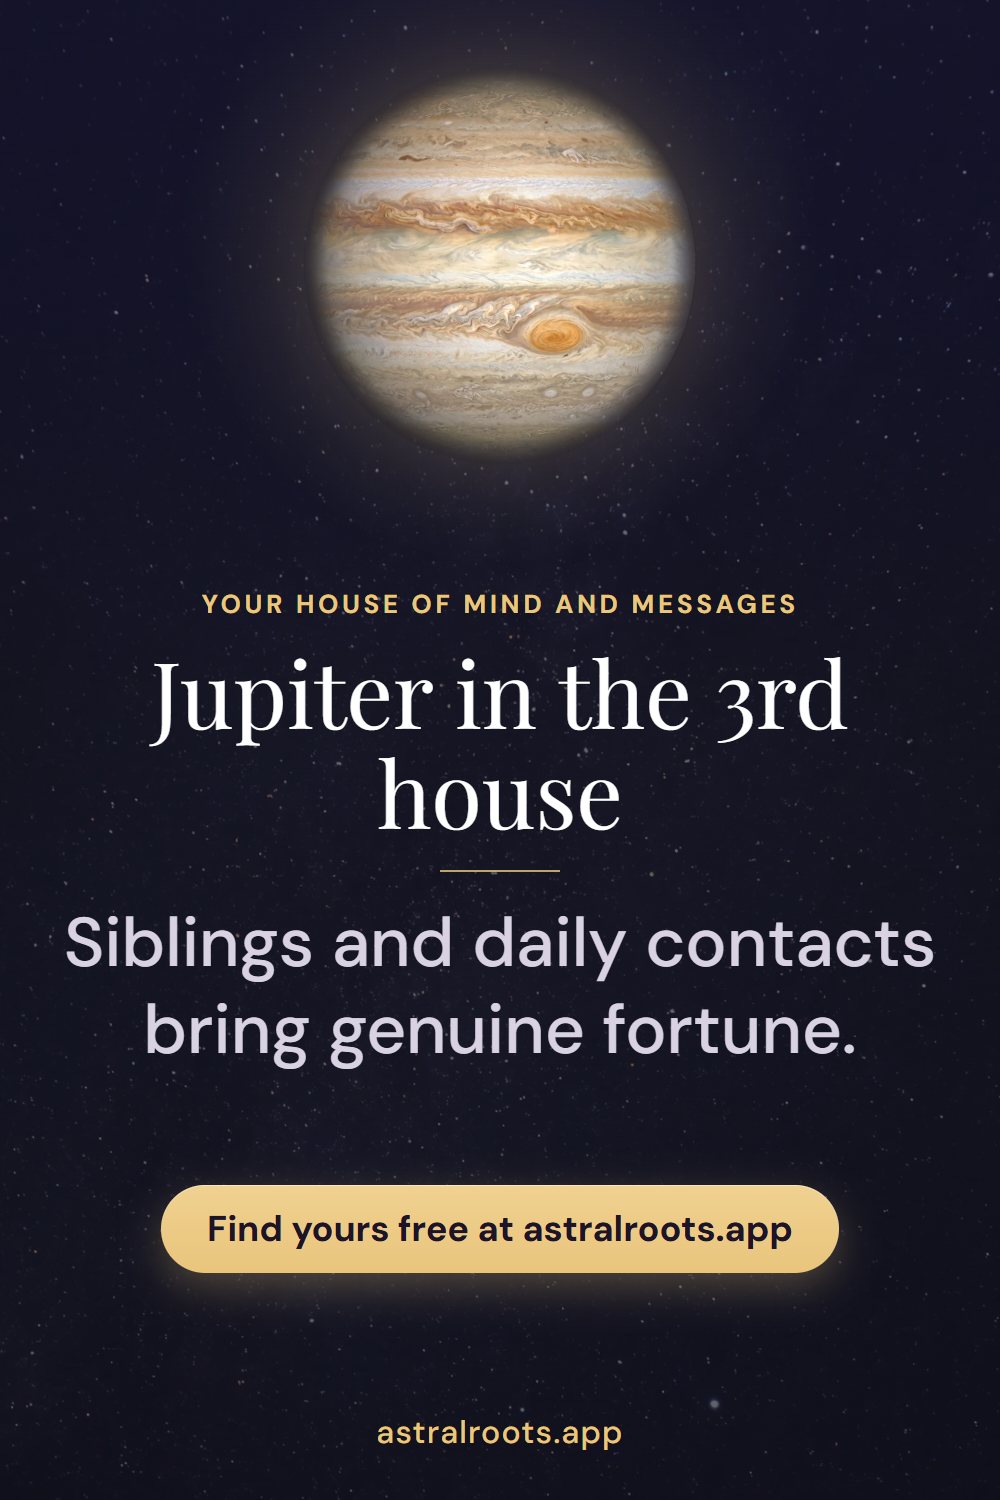 YOUR HOUSE OF MIND AND MESSAGES
Jupiter in the 3rd
house
Siblings and daily contacts
bring genuine fortune.
Find yours free at astralroots.app
astralroots.app